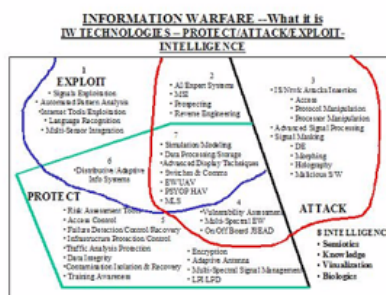 INFORMATION WARFARE --What it is
IW TECHNOLOGIES – PROTECT/ATTACK/EXPLOIT-
INTELLIGENCE
1
EXPLOIT
• Signals Exploitation
• Automated Pattern Analysis
• Internet Tools/Exploitation
• Language Recognition
• Multi-Sensor Integration
2
• AI/Expert Systems
• MSI
• Prospecting
• Reverse Engineering
3
• IS/Nwork Attacks/Insertion
• Access
• Protocol Manipulation
• Processor Manipulation
• Advanced Signal Processing
• Signal Masking
• DE
• Morphing
• Holography
• Malicious S/W
7
• Simulation Modeling
• Data Processing Storage
• Advanced Display Techniques
• Switches & Comms
• EW/UAV
• PSYOP HAV
• MLS
6
• Distributive/Adaptive
Info Systems
PROTECT
• Risk Assessment Tools
• Access Control
5
• Failure Detection/Control/Recovery
• Infrastructure Protection/Control
• Traffic Analysis Protection
• Data Integrity
• Contamination Isolation & Recovery
• Training Awareness
4
• Vulnerability Assessment
• Multi-Spectral EW
• On/Off Board JSEAD
ATTACK
• Encryption
• Adaptive Antenna
• Multi-Spectral Signal Management
• LPI/LPD
8 INTELLIGENCE
• Semiotics
• Knowledge
• Visualization
• Biologics